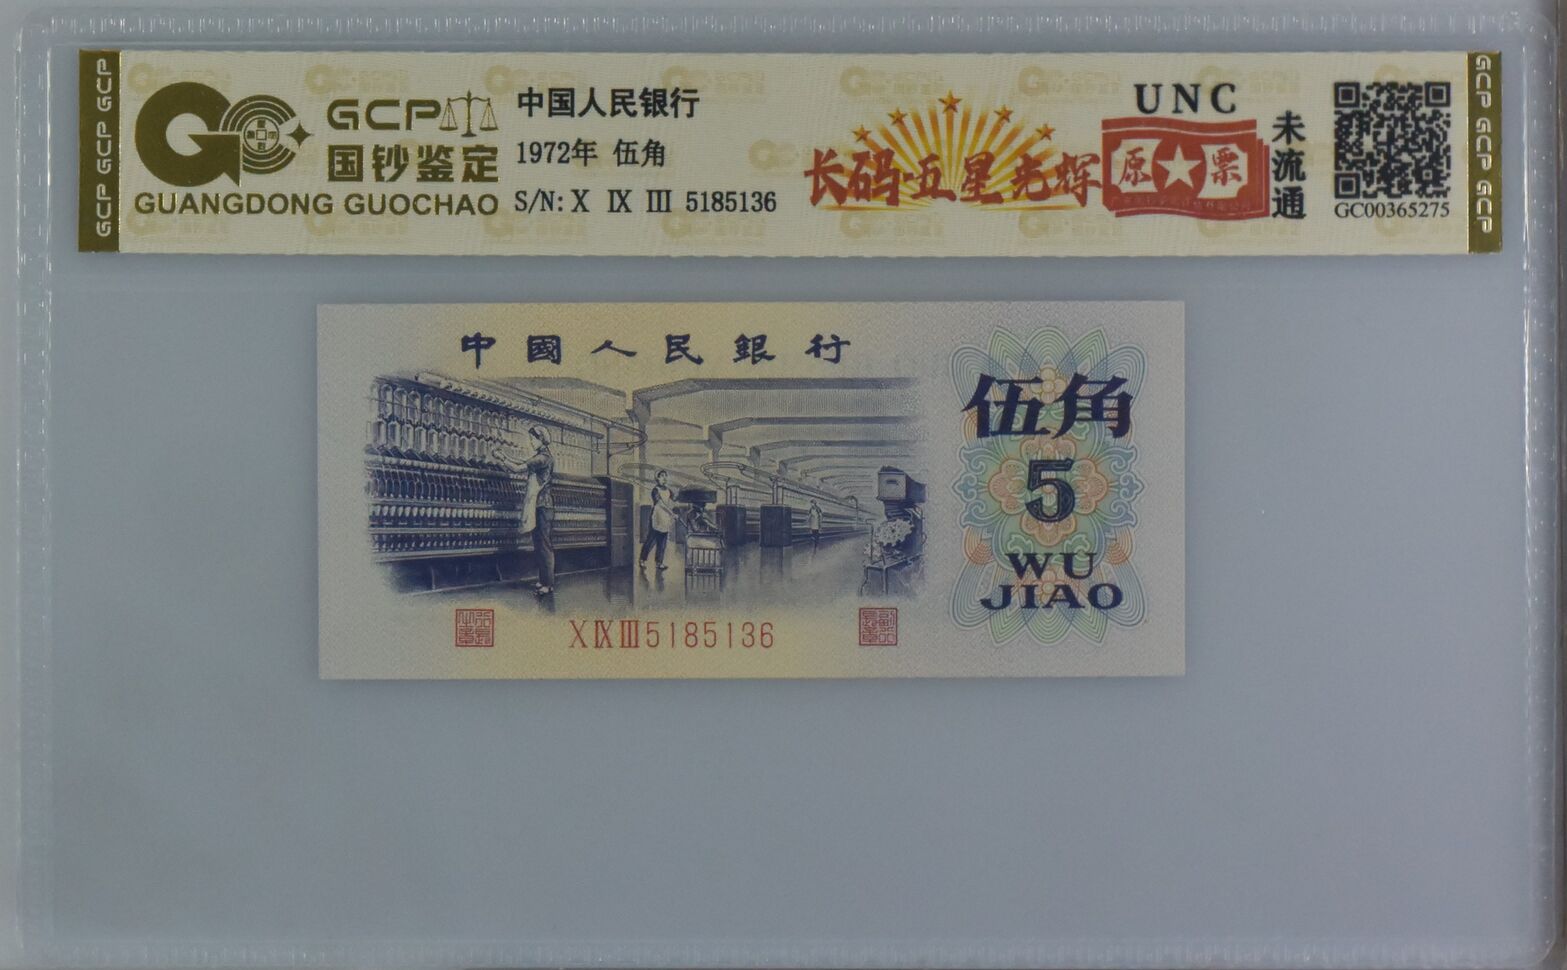 GCP GCP GCP
GCP
国钞鉴定
GUANGDONG GUOCHAO
中国人民银行
1972年 伍角
S/N: X IX III 5185136
长码·五星光辉
UNC
原★票
未流通
GC00365275
GCP GCP GCP
中國人民銀行
伍角
5
WU
JIAO
X IX III 5185136